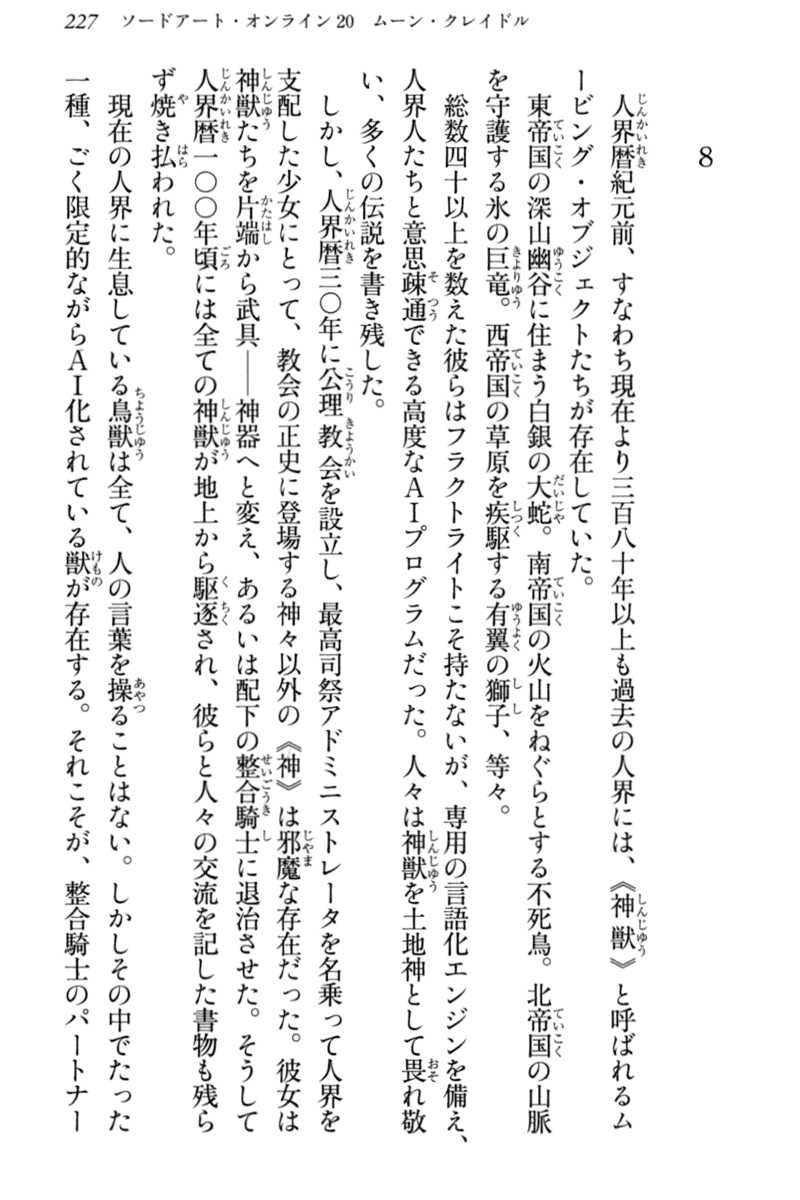 227 ソードアート・オンライン20 ムーン・クレイドル
8
人界暦紀元前、すなわち現在より三百八十年以上も過去の人界には、《神獣》と呼ばれるム
ービング・オブジェクトたちが存在していた。
東帝国の深山幽谷に住まう白銀の大蛇。南帝国の火山をねぐらとする不死鳥。北帝国の山脈
を守護する氷の巨竜。西帝国の草原を疾駆する有翼の獅子、等々。
総数四十以上を数えた彼らはフラクトライトこそ持たないが、専用の言語化エンジンを備え、
人界人たちと意思疎通できる高度なAIプログラムだった。人々は神獣を土地神として畏れ敬
い、多くの伝説を書き残した。
しかし、人界暦三〇年に公理教会を設立し、最高司祭アドミニストレータを名乗って人界を
支配した少女にとって、教会の正史に登場する神々以外の《神》は邪魔な存在だった。彼女は
神獣たちを片端から武具――神器へと変え、あるいは配下の整合騎士に退治させた。そうして
人界暦一〇〇年頃には全ての神獣が地上から駆逐され、彼らと人々の交流を記した書物も残ら
ず焼き払われた。
現在の人界に生息している鳥獣は全て、人の言葉を操ることはない。しかしその中でたった
一種、ごく限定的ながらAI化されている獣が存在する。それこそが、整合騎士のパートナー